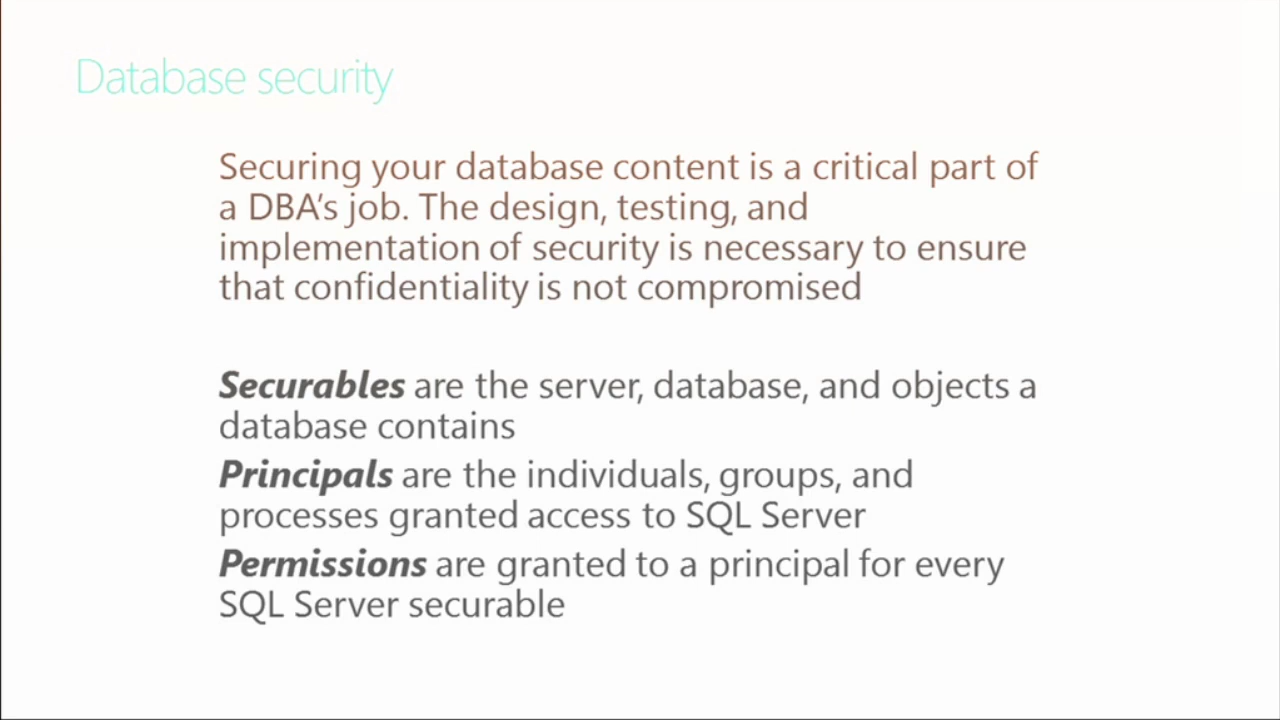 Database security
Securing your database content is a critical part of
a DBA's job. The design, testing, and
implementation of security is necessary to ensure
that confidentiality is not compromised
Securables are the server, database, and objects a
database contains
Principals are the individuals, groups, and
processes granted access to SQL Server
Permissions are granted to a principal for every
SQL Server securable